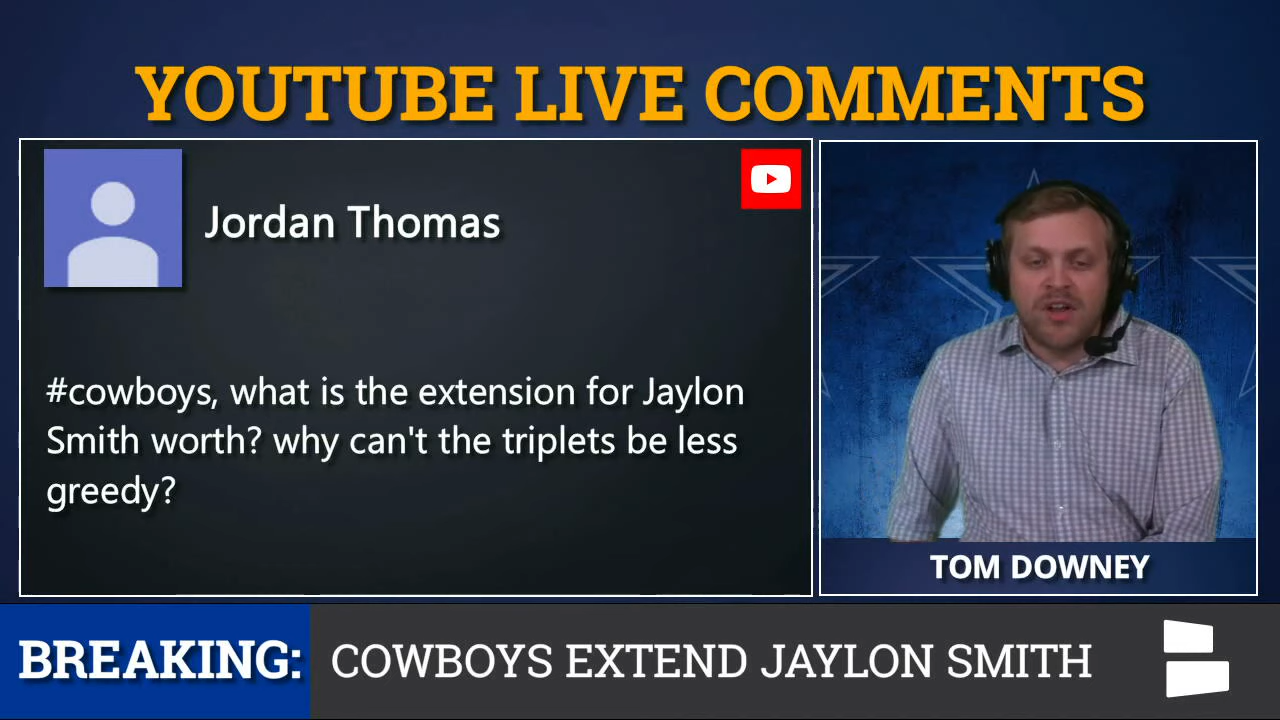 YOUTUBE LIVE COMMENTS
Jordan Thomas
#cowboys, what is the extension for Jaylon
Smith worth? why can't the triplets be less
greedy?
TOM DOWNEY
BREAKING: COWBOYS EXTEND JAYLON SMITH